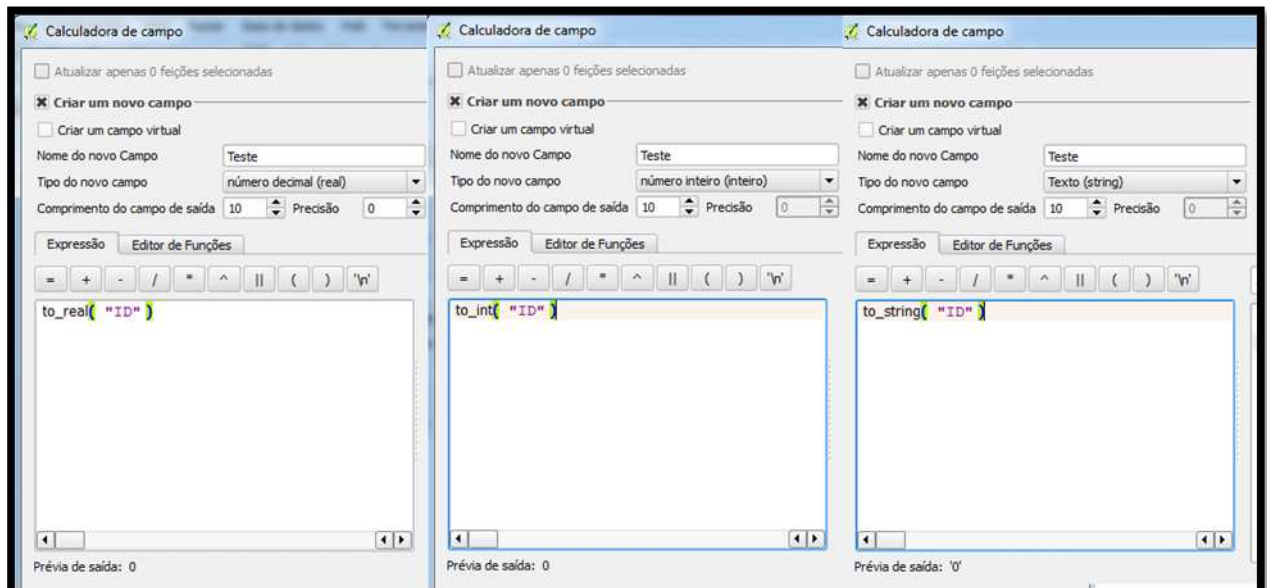 Calculadora de campo
Atualizar apenas 0 feições selecionadas
Criar um novo campo
Criar um campo virtual
Nome do novo Campo Teste
Tipo do novo campo número decimal (real)
Comprimento do campo de saída 10 Precisão 0
Expressão Editor de Funções
= + - / * ^ || ( ) '\n'
to_real( "ID" )
Prévia de saída: 0
Calculadora de campo
Atualizar apenas 0 feições selecionadas
Criar um novo campo
Criar um campo virtual
Nome do novo Campo Teste
Tipo do novo campo número inteiro (inteiro)
Comprimento do campo de saída 10 Precisão 0
Expressão Editor de Funções
= + - / * ^ || ( ) '\n'
to_int( "ID" )
Prévia de saída: 0
Calculadora de campo
Atualizar apenas 0 feições selecionadas
Criar um novo campo
Criar um campo virtual
Nome do novo Campo Teste
Tipo do novo campo Texto (string)
Comprimento do campo de saída 10 Precisão 0
Expressão Editor de Funções
= + - / * ^ || ( ) '\n'
to_string( "ID" )
Prévia de saída: '0'